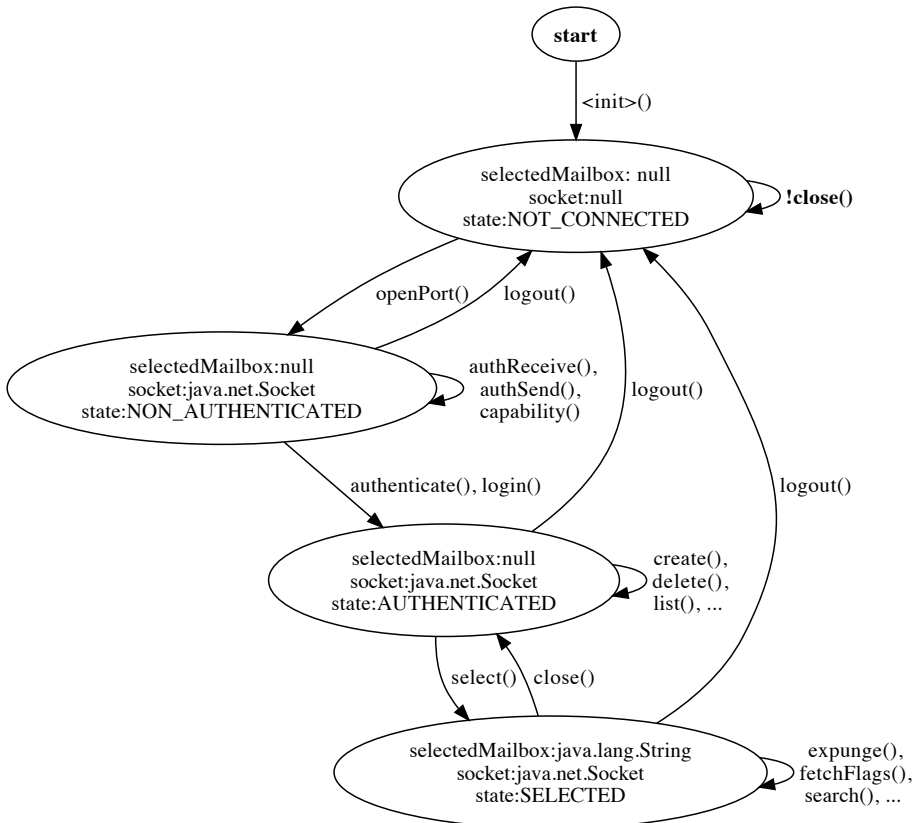 start
<init>()
selectedMailbox: null
socket:null
state:NOT_CONNECTED
!close()
openPort()
logout()
selectedMailbox:null
socket:java.net.Socket
state:NON_AUTHENTICATED
authReceive(),
authSend(),
capability()
logout()
authenticate(), login()
logout()
selectedMailbox:null
socket:java.net.Socket
state:AUTHENTICATED
create(),
delete(),
list(), ...
select()
close()
selectedMailbox:java.lang.String
socket:java.net.Socket
state:SELECTED
expunge(),
fetchFlags(),
search(), ...